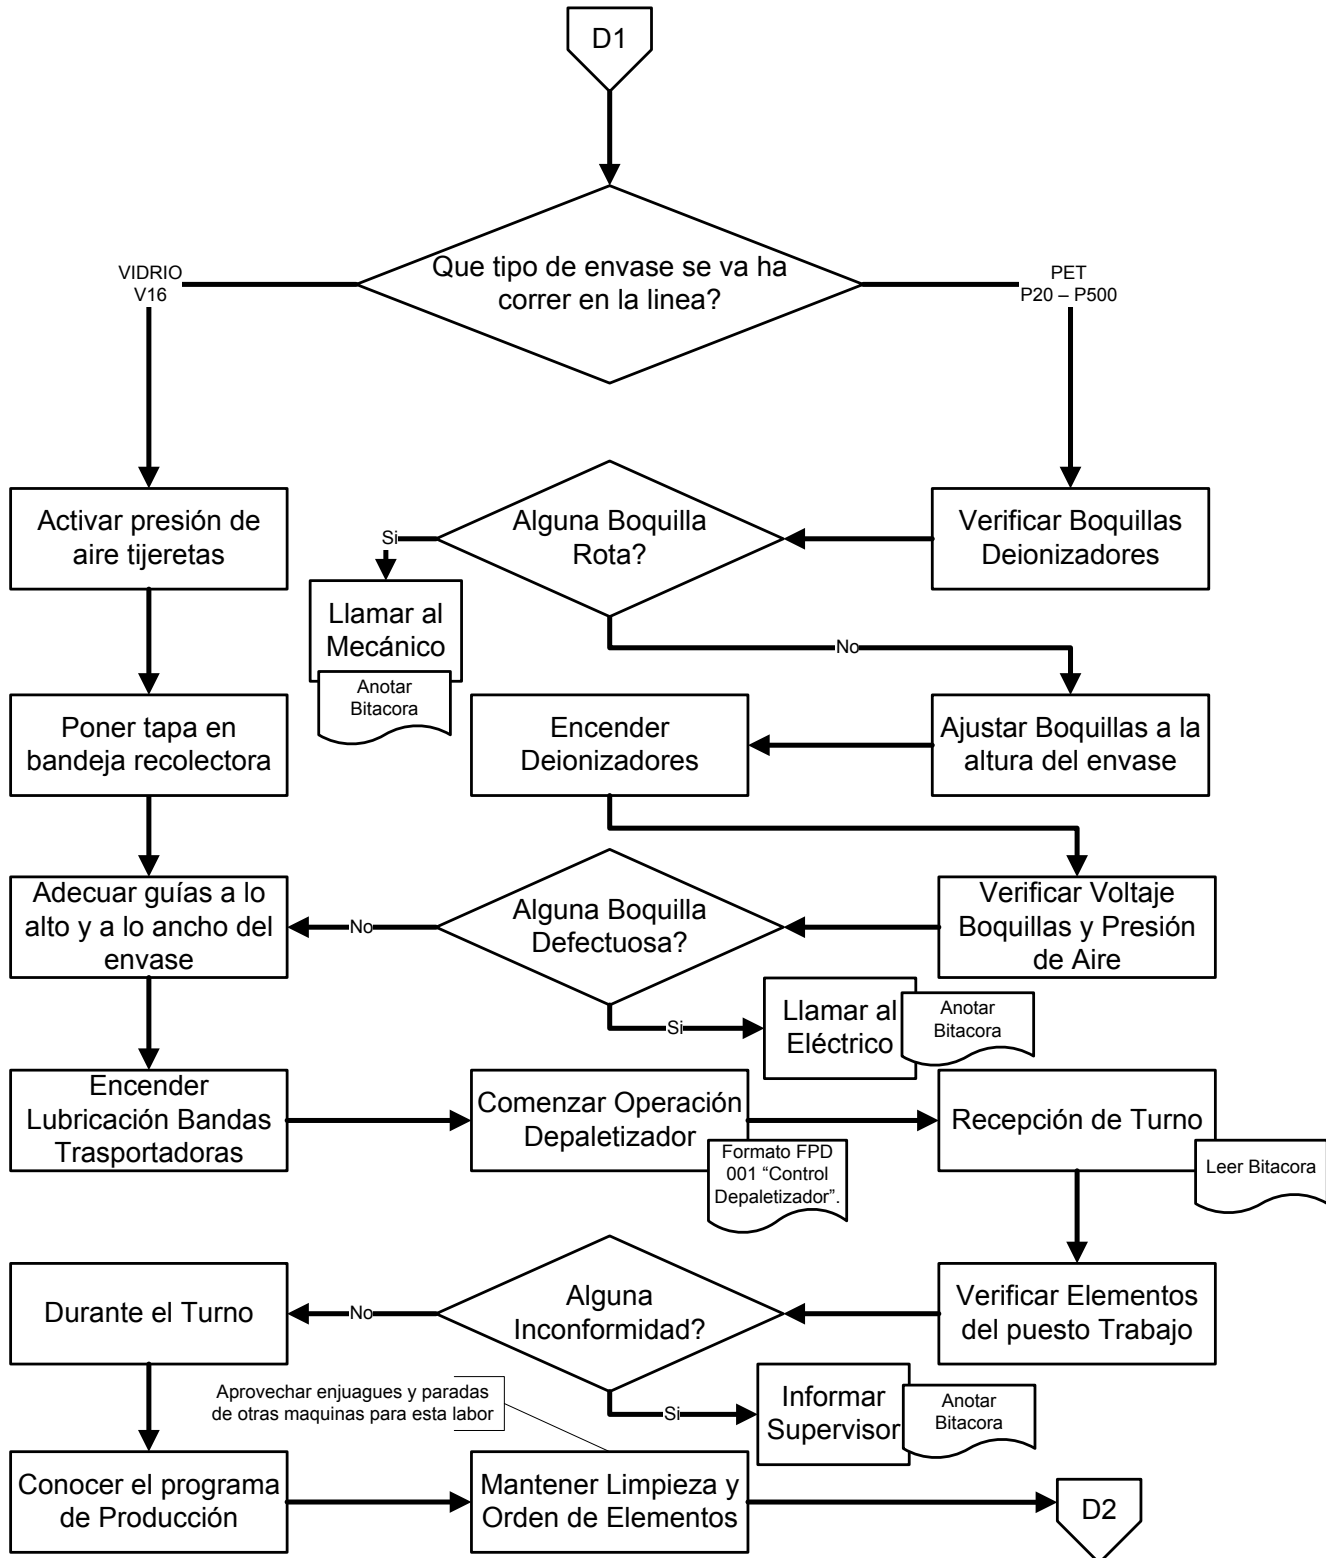 D1
Que tipo de envase se va ha
correr en la linea?
VIDRIO
V16
PET
P20 – P500
Activar presión de
aire tijeretas
Alguna Boquilla
Rota?
Verificar Boquillas
Deionizadores
Si
Llamar al
Mecánico
Anotar
Bitacora
No
Poner tapa en
bandeja recolectora
Encender
Deionizadores
Ajustar Boquillas a la
altura del envase
Adecuar guías a lo
alto y a lo ancho del
envase
No
Alguna Boquilla
Defectuosa?
Verificar Voltaje
Boquillas y Presión
de Aire
Si
Llamar al
Eléctrico
Anotar
Bitacora
Encender
Lubricación Bandas
Trasportadoras
Comenzar Operación
Depaletizador
Formato FPD
001 “Control
Depaletizador”.
Recepción de Turno
Leer Bitacora
Durante el Turno
No
Alguna
Inconformidad?
Verificar Elementos
del puesto Trabajo
Si
Informar
Supervisor
Anotar
Bitacora
Aprovechar enjuagues y paradas
de otras maquinas para esta labor
Conocer el programa
de Producción
Mantener Limpieza y
Orden de Elementos
D2